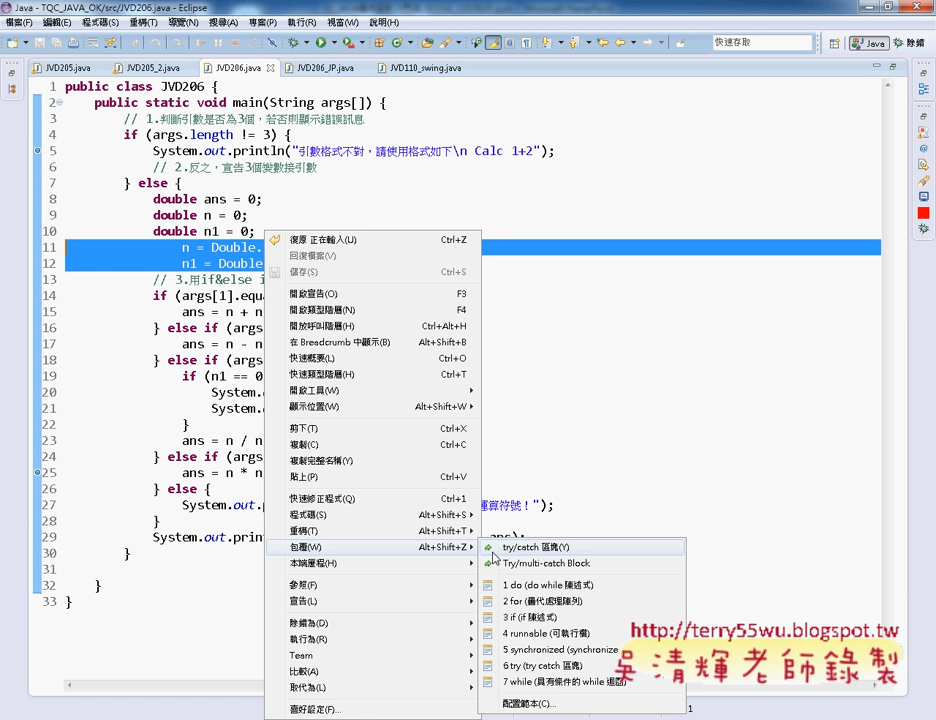 Java - TQC_JAVA_OK/src/JVD206.java - Eclipse
檔案(F) 編輯(E) 程式碼(S) 重構(T) 導覽(N) 搜尋(A) 專案(P) 執行(R) 視窗(W) 說明(H)
快速存取 Java 除錯
JVD205.java JVD205_2.java JVD206.java JVD206_JP.java JVD110_swing.java
1 public class JVD206 {
2 public static void main(String args[]) {
3 // 1.判斷引數是否為3個，若否則顯示錯誤訊息
4 if (args.length != 3) {
5 System.out.println("引數格式不對，請使用格式如下\n Calc 1+2");
6 // 2.反之，宣告3個變數接引數
7 } else {
8 double ans = 0;
9 double n = 0;
10 double n1 = 0;
11 n = Double.
12 n1 = Double
13 // 3.用if&else i
14 if (args[1].equa
15 ans = n + n
16 } else if (args
17 ans = n - n
18 } else if (args
19 if (n1 == 0
20 System.
21 System.
22 }
23 ans = n / n
24 } else if (args
25 ans = n * n
26 } else {
27 System.out.p 運算符號！");
28 }
29 System.out.prin ans);
30 }
31
32 }
33 }
復原 正在輸入(U) Ctrl+Z
回復檔案(V)
儲存(S) Ctrl+S
開啟宣告(O) F3
開啟類型階層(N) F4
開放呼叫階層(H) Ctrl+Alt+H
在 Breadcrumb 中顯示(B) Alt+Shift+B
快速概要(L) Ctrl+O
快速類型階層(H) Ctrl+T
開啟工具(W)
顯示位置(W) Alt+Shift+W
剪下(T) Ctrl+X
複製(C) Ctrl+C
複製完整名稱(Y)
貼上(P) Ctrl+V
快速修正程式(Q) Ctrl+1
程式碼(S) Alt+Shift+S
重構(T) Alt+Shift+T
包覆(W) Alt+Shift+Z
本端歷程(H)
參照(F)
宣告(L)
除錯為(D)
執行為(R)
Team
比較(A)
取代為(L)
喜好設定(F)...
try/catch 區塊(Y)
Try/multi-catch Block
1 do (do while 陳述式)
2 for (疊代處理陣列)
3 if (if 陳述式)
4 runnable (可執行檔)
5 synchronized (synchronize
6 try (try catch 區塊)
7 while (具有條件的 while 迴圈)
配置範本(C)...
http://terry55wu.blogspot.tw
吳清輝老師錄製
1